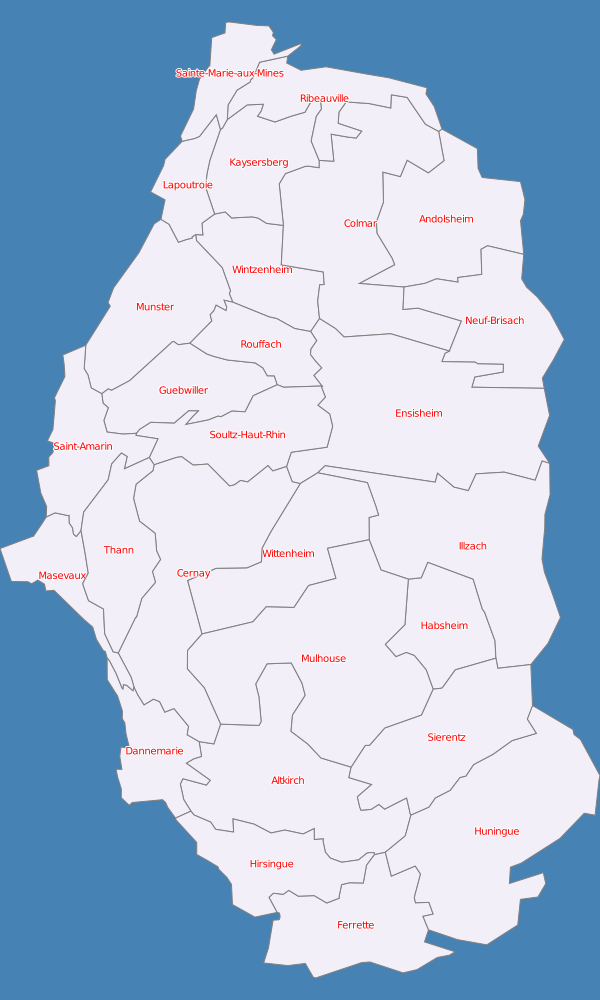 Sainte-Marie-aux-Mines
Ribeauville
Kaysersberg
Lapoutroie
Andolsheim
Colmar
Wintzenheim
Munster
Neuf-Brisach
Rouffach
Guebwiller
Ensisheim
Soultz-Haut-Rhin
Saint-Amarin
Illzach
Thann
Wittenheim
Cernay
Masevaux
Habsheim
Mulhouse
Sierentz
Dannemarie
Altkirch
Huningue
Hirsingue
Ferrette